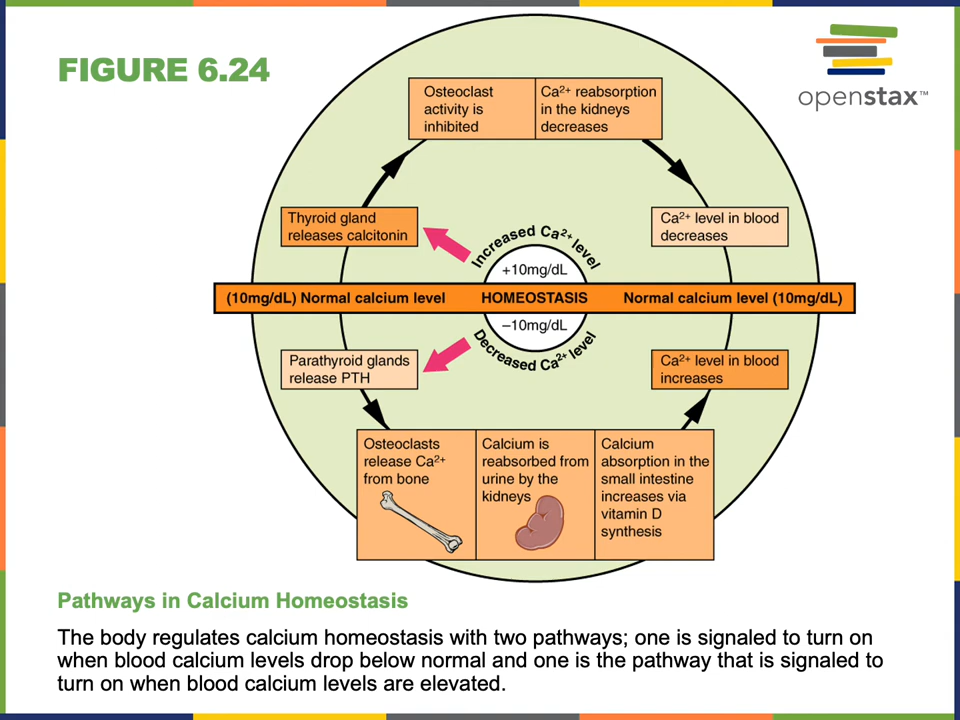 FIGURE 6.24
openstax™
Osteoclast
activity is
inhibited
Ca²⁺ reabsorption
in the kidneys
decreases
Thyroid gland
releases calcitonin
Ca²⁺ level in blood
decreases
Increased Ca²⁺ level
+10mg/dL
(10mg/dL) Normal calcium level
HOMEOSTASIS
Normal calcium level (10mg/dL)
–10mg/dL
Decreased Ca²⁺ level
Parathyroid glands
release PTH
Ca²⁺ level in blood
increases
Osteoclasts
release Ca²⁺
from bone
Calcium is
reabsorbed from
urine by the
kidneys
Calcium
absorption in the
small intestine
increases via
vitamin D
synthesis
Pathways in Calcium Homeostasis
The body regulates calcium homeostasis with two pathways; one is signaled to turn on
when blood calcium levels drop below normal and one is the pathway that is signaled to
turn on when blood calcium levels are elevated.